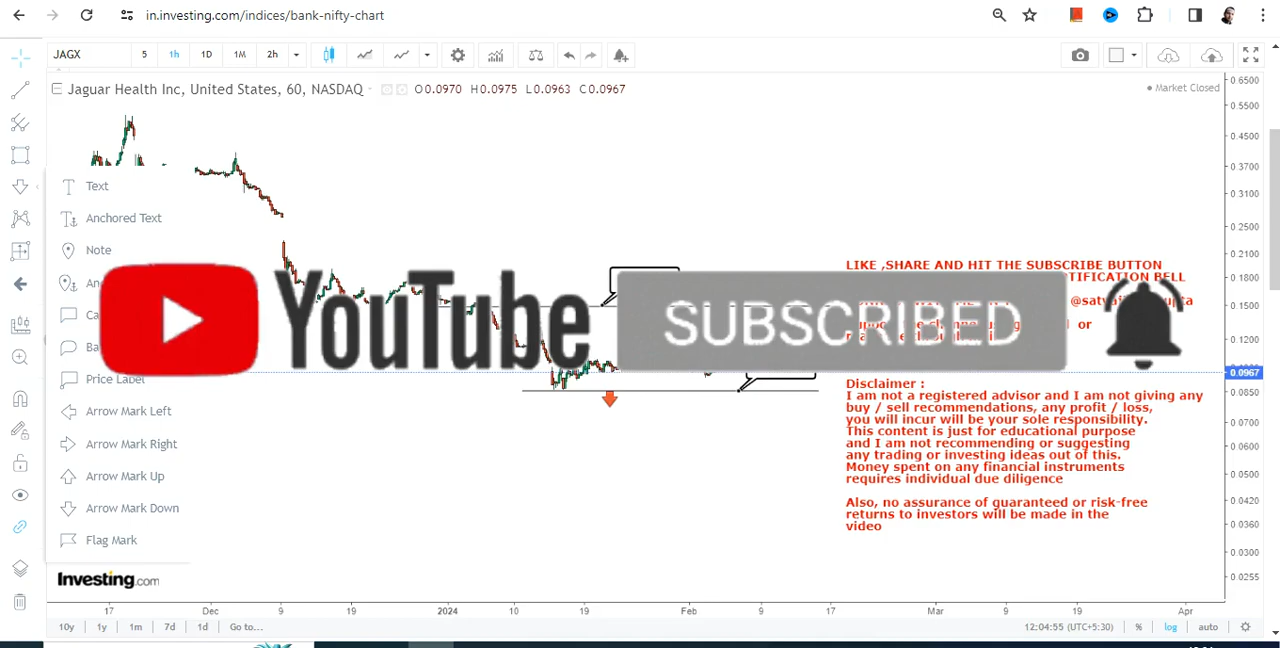 in.investing.com/indices/bank-nifty-chart
JAGX 5 1h 1D 1M 2h
Jaguar Health Inc, United States, 60, NASDAQ O0.0970 H0.0975 L0.0963 C0.0967
Market Closed
0.6500
0.5500
0.4500
0.3700
0.3100
0.2500
0.2100
0.1800
0.1500
0.1200
0.0967
0.0850
0.0700
0.0600
0.0500
0.0420
0.0360
0.0300
0.0255
Text
Anchored Text
Note
Price Label
Arrow Mark Left
Arrow Mark Right
Arrow Mark Up
Arrow Mark Down
Flag Mark
YouTube SUBSCRIBED
LIKE ,SHARE AND HIT THE SUBSCRIBE BUTTON
BELL
or
Disclaimer :
I am not a registered advisor and I am not giving any
buy / sell recommendations, any profit / loss,
you will incur will be your sole responsibility.
This content is just for educational purpose
and I am not recommending or suggesting
any trading or investing ideas out of this.
Money spent on any financial instruments
requires individual due diligence
Also, no assurance of guaranteed or risk-free
returns to investors will be made in the
video
Investing.com
17 Dec 9 19 2024 10 19 Feb 9 17 Mar 9 19 Apr
10y 1y 1m 7d 1d Go to... 12:04:55 (UTC+5:30) % log auto